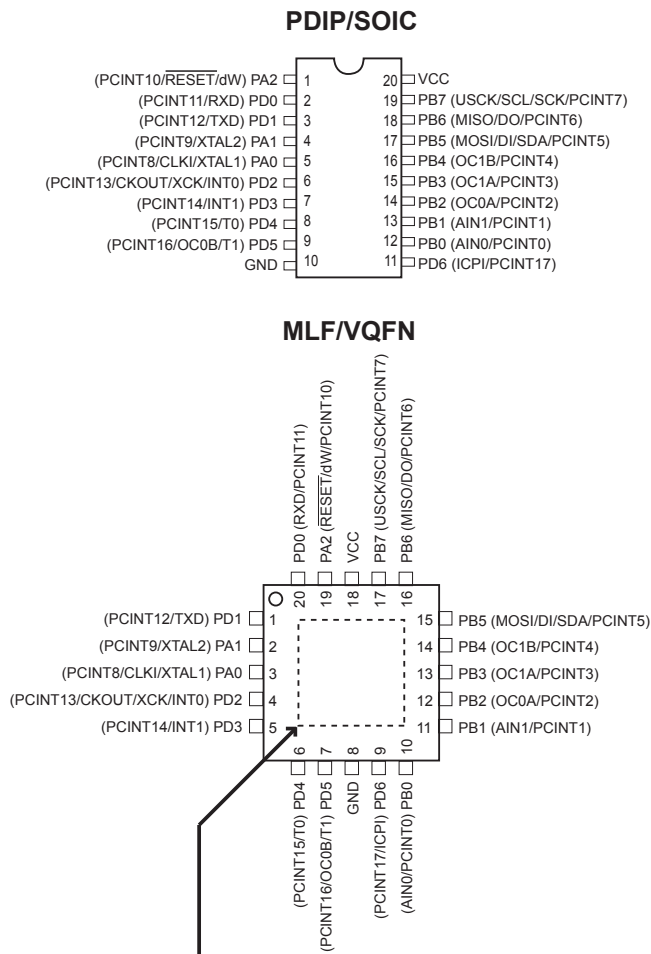 PDIP/SOIC
(PCINT10/RESET/dW) PA2 1 20 VCC
(PCINT11/RXD) PD0 2 19 PB7 (USCK/SCL/SCK/PCINT7)
(PCINT12/TXD) PD1 3 18 PB6 (MISO/DO/PCINT6)
(PCINT9/XTAL2) PA1 4 17 PB5 (MOSI/DI/SDA/PCINT5)
(PCINT8/CLKI/XTAL1) PA0 5 16 PB4 (OC1B/PCINT4)
(PCINT13/CKOUT/XCK/INT0) PD2 6 15 PB3 (OC1A/PCINT3)
(PCINT14/INT1) PD3 7 14 PB2 (OC0A/PCINT2)
(PCINT15/T0) PD4 8 13 PB1 (AIN1/PCINT1)
(PCINT16/OC0B/T1) PD5 9 12 PB0 (AIN0/PCINT0)
GND 10 11 PD6 (ICPI/PCINT17)
MLF/VQFN
PD0 (RXD/PCINT11)
PA2 (RESET/dW/PCINT10)
VCC
PB7 (USCK/SCL/SCK/PCINT7)
PB6 (MISO/DO/PCINT6)
20 19 18 17 16
(PCINT12/TXD) PD1 1 15 PB5 (MOSI/DI/SDA/PCINT5)
(PCINT9/XTAL2) PA1 2 14 PB4 (OC1B/PCINT4)
(PCINT8/CLKI/XTAL1) PA0 3 13 PB3 (OC1A/PCINT3)
(PCINT13/CKOUT/XCK/INT0) PD2 4 12 PB2 (OC0A/PCINT2)
(PCINT14/INT1) PD3 5 11 PB1 (AIN1/PCINT1)
6 7 8 9 10
(PCINT15/T0) PD4
(PCINT16/OC0B/T1) PD5
GND
(PCINT17/ICPI) PD6
(AIN0/PCINT0) PB0